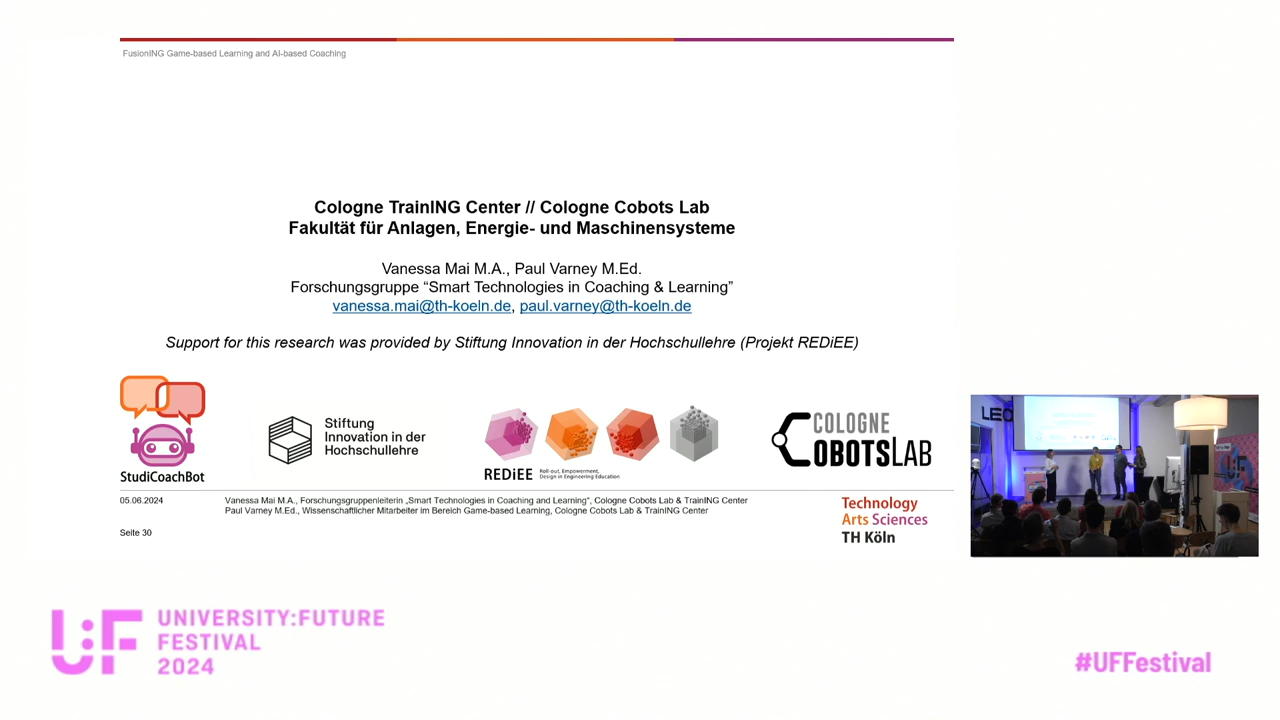 FusionING Game-based Learning and AI-based Coaching
Cologne TrainING Center // Cologne Cobots Lab
Fakultät für Anlagen, Energie- und Maschinensysteme
Vanessa Mai M.A., Paul Varney M.Ed.
Forschungsgruppe “Smart Technologies in Coaching & Learning”
vanessa.mai@th-koeln.de, paul.varney@th-koeln.de
Support for this research was provided by Stiftung Innovation in der Hochschullehre (Projekt REDiEE)
StudiCoachBot
Stiftung
Innovation in der
Hochschullehre
REDiEE
Roll-out, Empowerment,
Design in Engineering Education
COLOGNE
COBOTSLAB
05.06.2024
Vanessa Mai M.A., Forschungsgruppenleiterin „Smart Technologies in Coaching and Learning“, Cologne Cobots Lab & TrainING Center
Paul Varney M.Ed., Wissenschaftlicher Mitarbeiter im Bereich Game-based Learning, Cologne Cobots Lab & TrainING Center
Seite 30
Technology
Arts Sciences
TH Köln
U:F
UNIVERSITY:FUTURE
FESTIVAL
2024
#UFFestival